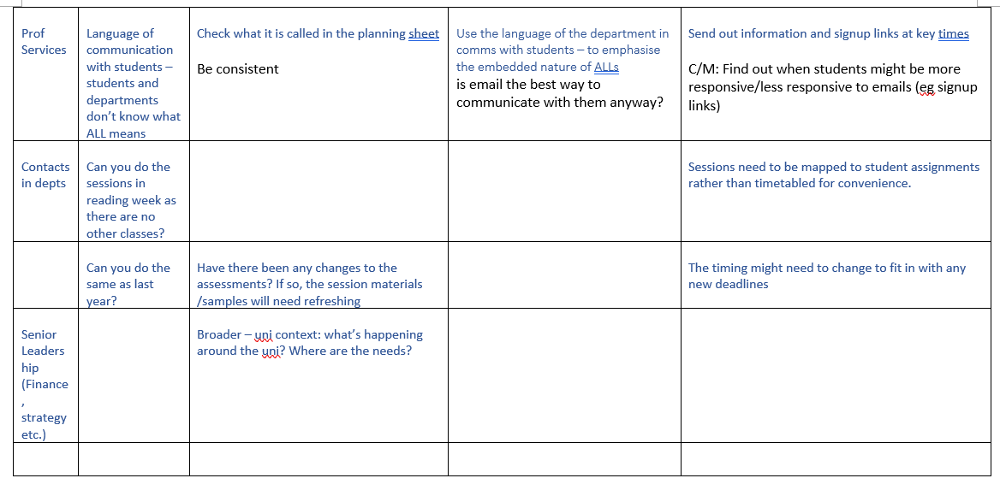 Prof
Services
Language of
communication
with students –
students and
departments
don't know what
ALL means
Check what it is called in the planning sheet
Be consistent
Use the language of the department in
comms with students – to emphasise
the embedded nature of ALLs
is email the best way to
communicate with them anyway?
Send out information and signup links at key times
C/M: Find out when students might be more
responsive/less responsive to emails (eg signup
links)
Contacts
in depts
Can you do the
sessions in
reading week as
there are no
other classes?
Sessions need to be mapped to student assignments
rather than timetabled for convenience.
Can you do the
same as last
year?
Have there been any changes to the
assessments? If so, the session materials
/samples will need refreshing
The timing might need to change to fit in with any
new deadlines
Senior
Leaders
hip
(Finance
,
strategy
etc.)
Broader – uni context: what's happening
around the uni? Where are the needs?